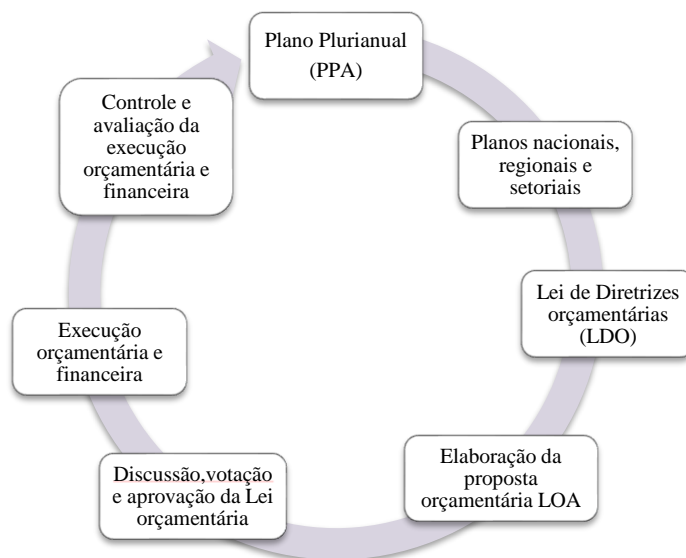 Plano Plurianual
(PPA)
Planos nacionais,
regionais e
setoriais
Lei de Diretrizes
orçamentárias
(LDO)
Elaboração da
proposta
orçamentária LOA
Discussão,votação
e aprovação da Lei
orçamentária
Execução
orçamentária e
financeira
Controle e
avaliação da
execução
orçamentária e
financeira